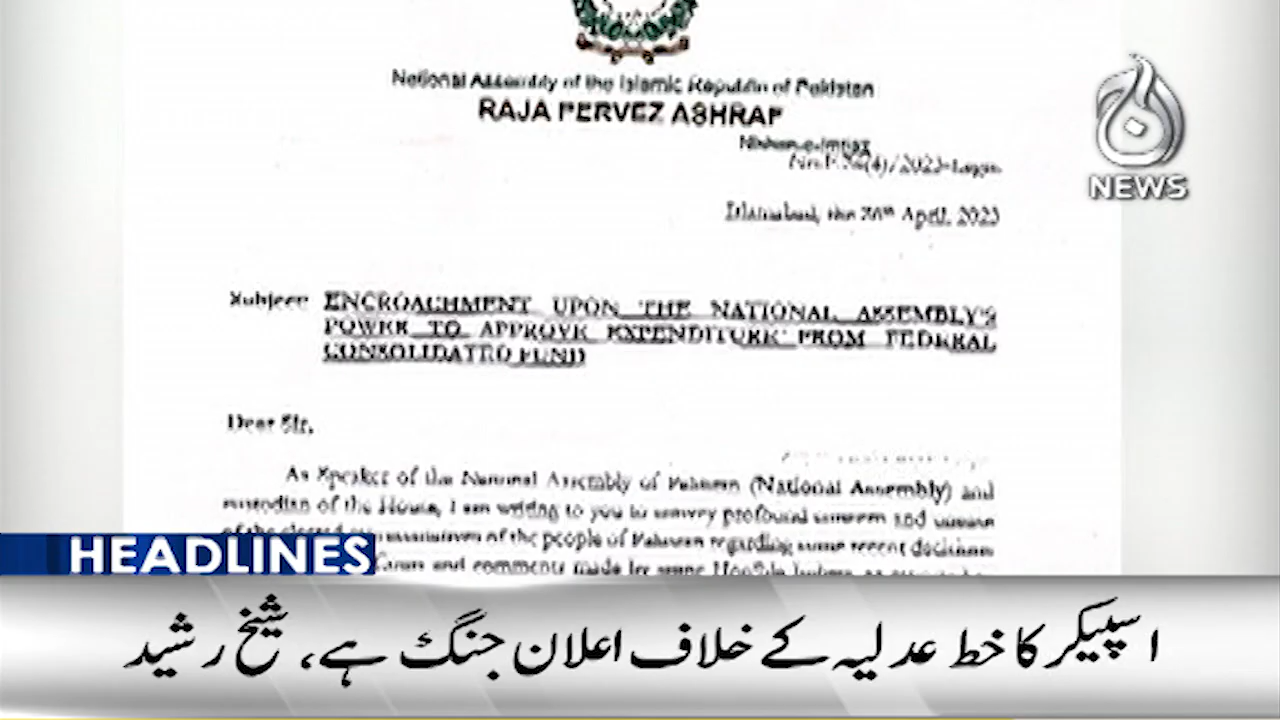 National Assembly of the Islamic Republic of Pakistan
RAJA PERVEZ ASHRAF
Nishan-e-Imtiaz
NEWS
Islamabad, the 26th April, 2023
Subject: ENCROACHMENT UPON THE NATIONAL ASSEMBLY'S
POWER TO APPROVE EXPENDITURE FROM FEDERAL
CONSOLIDATED FUND
Dear Sir,
As Speaker of the National Assembly of Pakistan (National Assembly) and
custodian of the House, I am writing to you to convey profound concern and
of the people of Pakistan regarding some recent decisions
and comments made by some
HEADLINES
اسپیکر کا خط عدلیہ کے خلاف اعلان جنگ ہے، شیخ رشید